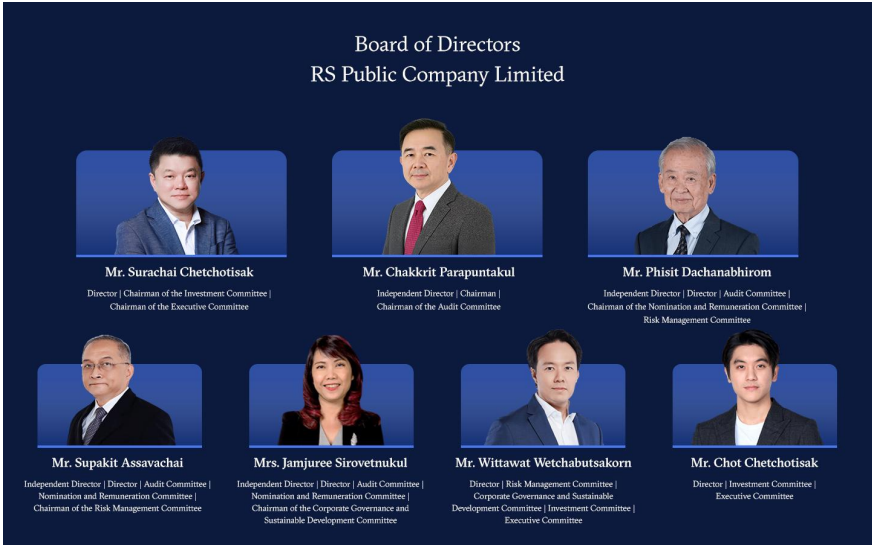 Board of Directors
RS Public Company Limited
Mr. Surachai Chetchotisak
Director | Chairman of the Investment Committee |
Chairman of the Executive Committee
Mr. Chakkrit Parapuntakul
Independent Director | Chairman |
Chairman of the Audit Committee
Mr. Phisit Dachanabhirom
Independent Director | Director | Audit Committee |
Chairman of the Nomination and Remuneration Committee |
Risk Management Committee
Mr. Supakit Assavachai
Independent Director | Director | Audit Committee |
Nomination and Remuneration Committee |
Chairman of the Risk Management Committee
Mrs. Jamjuree Sirovetnukul
Independent Director | Director | Audit Committee |
Nomination and Remuneration Committee |
Chairman of the Corporate Governance and
Sustainable Development Committee
Mr. Wittawat Wetchabutsakorn
Director | Risk Management Committee |
Corporate Governance and Sustainable
Development Committee | Investment Committee |
Executive Committee
Mr. Chot Chetchotisak
Director | Investment Committee |
Executive Committee